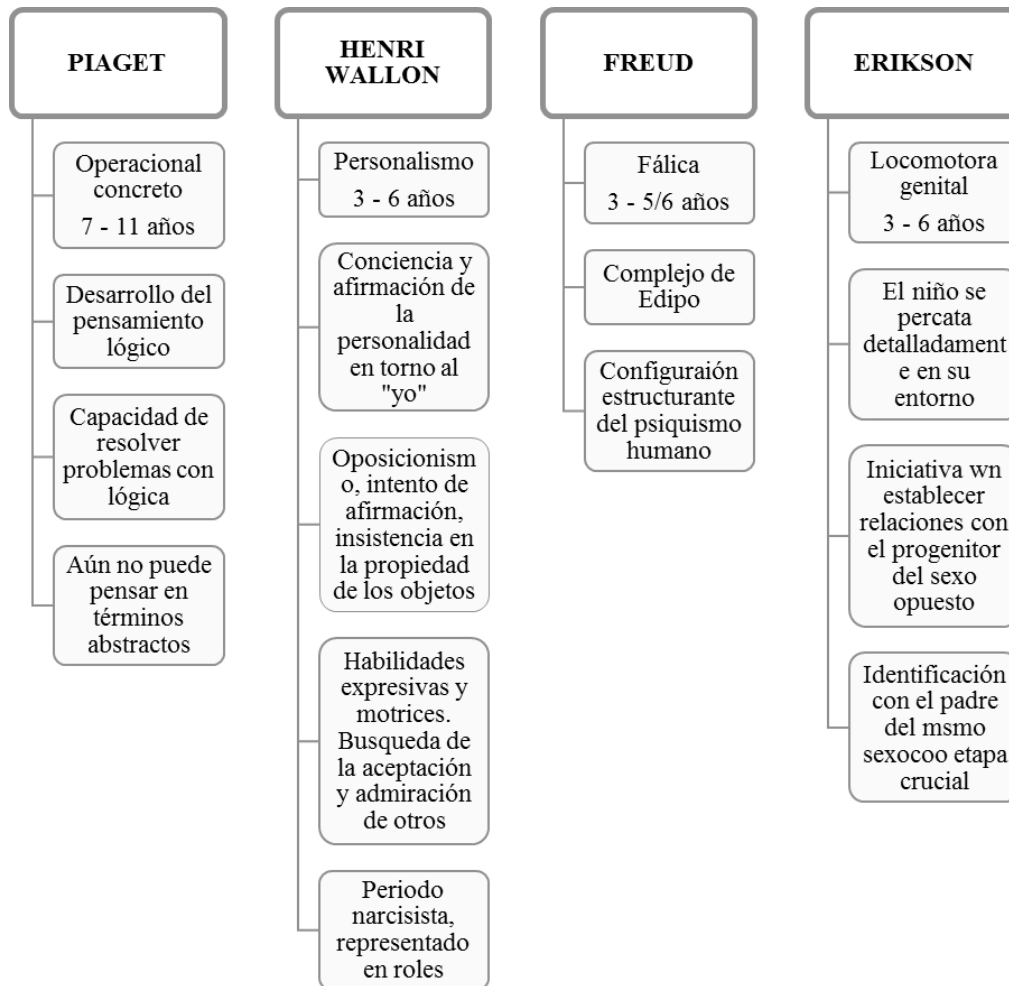 PIAGET
Operacional
concreto
7 - 11 años
Desarrollo del
pensamiento
lógico
Capacidad de
resolver
problemas con
lógica
Aún no puede
pensar en
términos
abstractos
HENRI
WALLON
Personalismo
3 - 6 años
Conciencia y
afirmación de
la
personalidad
en torno al
"yo"
Oposicionism
o, intento de
afirmación,
insistencia en
la propiedad
de los objetos
Habilidades
expresivas y
motrices.
Busqueda de
la aceptación
y admiración
de otros
Periodo
narcisista,
representado
en roles
FREUD
Fálica
3 - 5/6 años
Complejo de
Edipo
Configuraión
estructurante
del psiquismo
humano
ERIKSON
Locomotora
genital
3 - 6 años
El niño se
percata
detalladament
e en su
entorno
Iniciativa wn
establecer
relaciones con
el progenitor
del sexo
opuesto
Identificación
con el padre
del msmo
sexocoo etapa
crucial